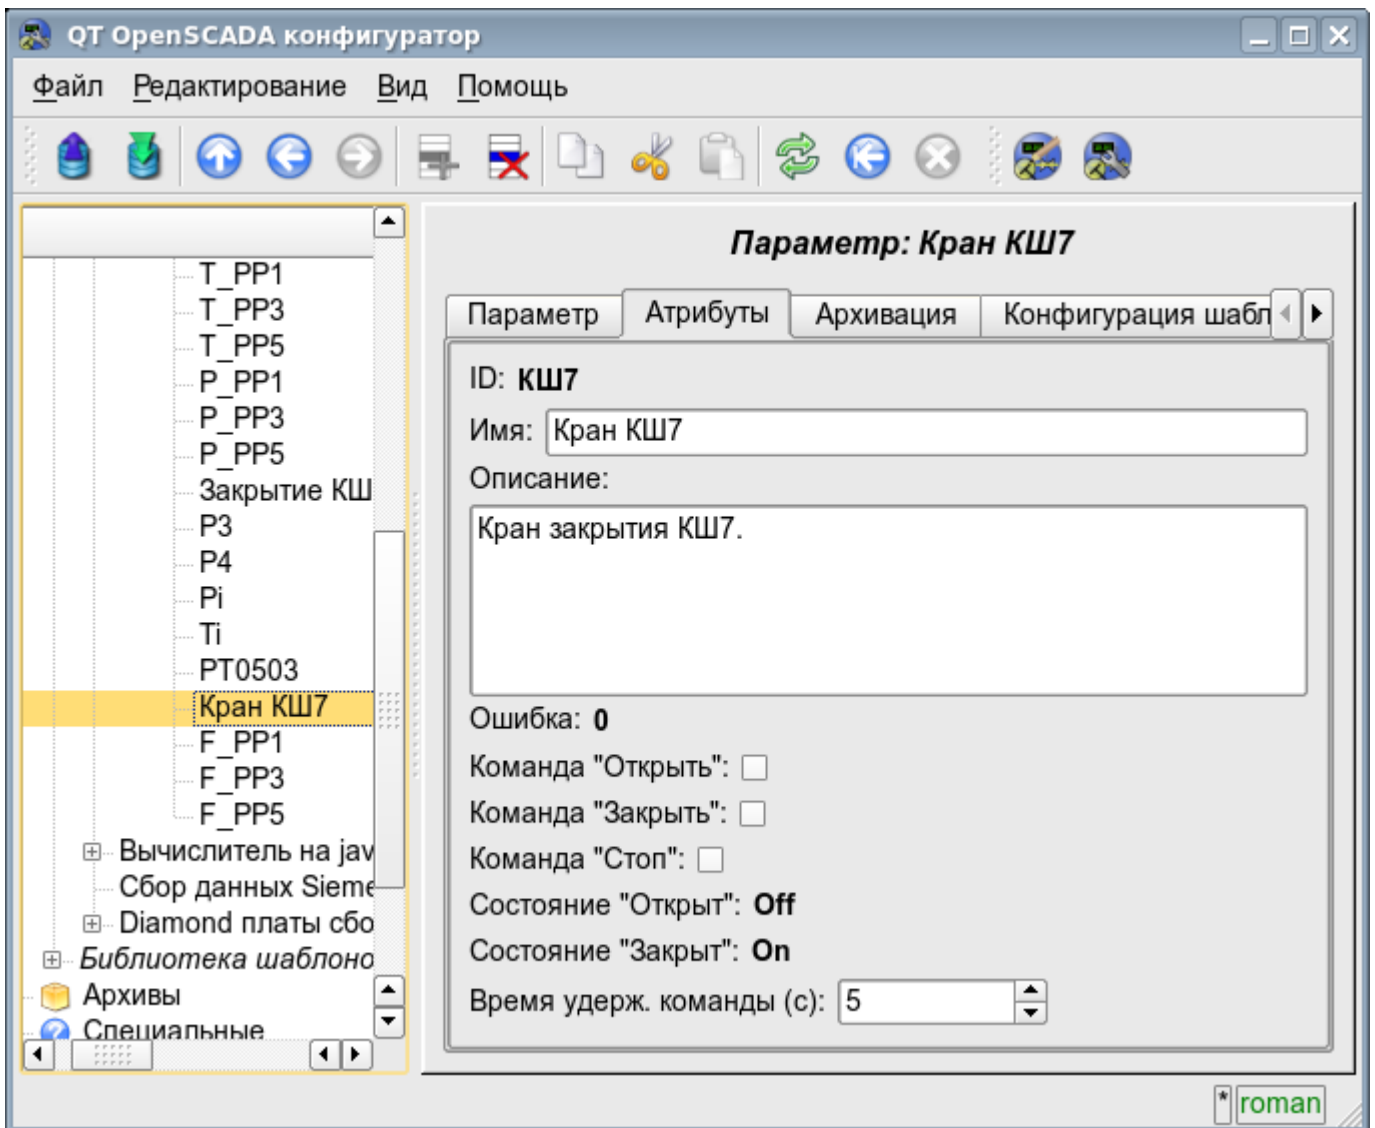 QT OpenSCADA конфигуратор
Файл Редактирование Вид Помощь
T_PP1
T_PP3
T_PP5
P_PP1
P_PP3
P_PP5
Закрытие КШ
P3
P4
Pi
Ti
PT0503
Кран КШ7
F_PP1
F_PP3
F_PP5
Вычислитель на jav
Сбор данных Sieme
Diamond платы сбо
Библиотека шаблоно
Архивы
Специальные
Параметр: Кран КШ7
Параметр Атрибуты Архивация Конфигурация шабл
ID: КШ7
Имя: Кран КШ7
Описание:
Кран закрытия КШ7.
Ошибка: 0
Команда "Открыть":
Команда "Закрыть":
Команда "Стоп":
Состояние "Открыт": Off
Состояние "Закрыт": On
Время удерж. команды (с): 5
* roman